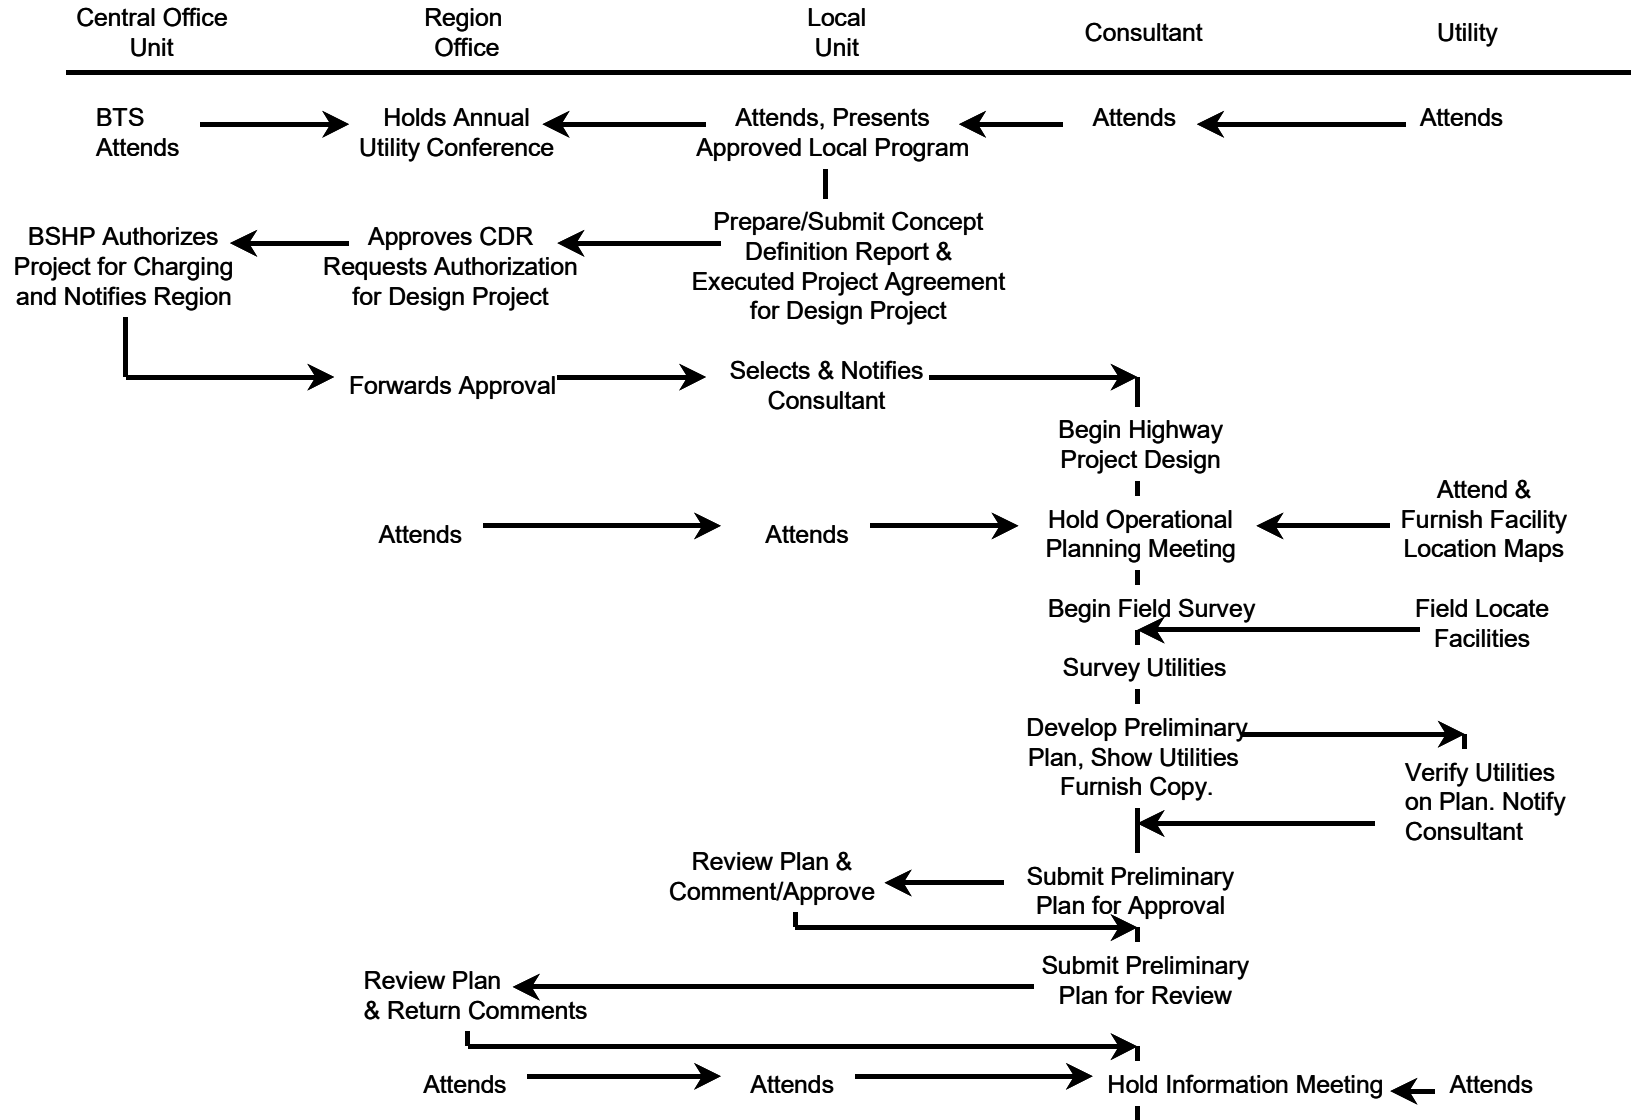 Central Office
Unit
Region
Office
Local
Unit
Consultant
Utility
BTS
Attends
Holds Annual
Utility Conference
Attends, Presents
Approved Local Program
Attends
Attends
BSHP Authorizes
Project for Charging
and Notifies Region
Approves CDR
Requests Authorization
for Design Project
Prepare/Submit Concept
Definition Report &
Executed Project Agreement
for Design Project
Forwards Approval
Selects & Notifies
Consultant
Begin Highway
Project Design
Attends
Attends
Hold Operational
Planning Meeting
Attend &
Furnish Facility
Location Maps
Begin Field Survey
Field Locate
Facilities
Survey Utilities
Develop Preliminary
Plan, Show Utilities
Furnish Copy.
Verify Utilities
on Plan. Notify
Consultant
Review Plan &
Comment/Approve
Submit Preliminary
Plan for Approval
Review Plan
& Return Comments
Submit Preliminary
Plan for Review
Attends
Attends
Hold Information Meeting
Attends